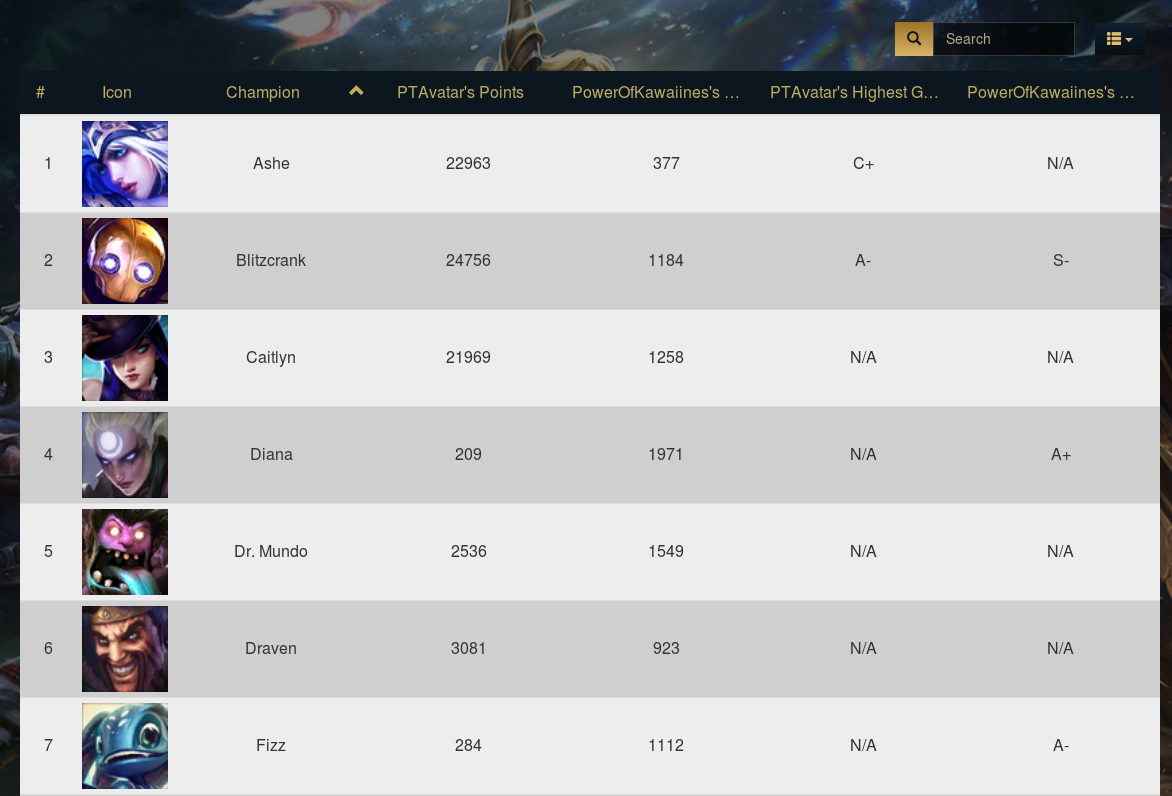 Search
# Icon Champion PTAvatar's Points PowerOfKawaiines's ... PTAvatar's Highest G... PowerOfKawaiines's ...
1 Ashe 22963 377 C+ N/A
2 Blitzcrank 24756 1184 A- S-
3 Caitlyn 21969 1258 N/A N/A
4 Diana 209 1971 N/A A+
5 Dr. Mundo 2536 1549 N/A N/A
6 Draven 3081 923 N/A N/A
7 Fizz 284 1112 N/A A-